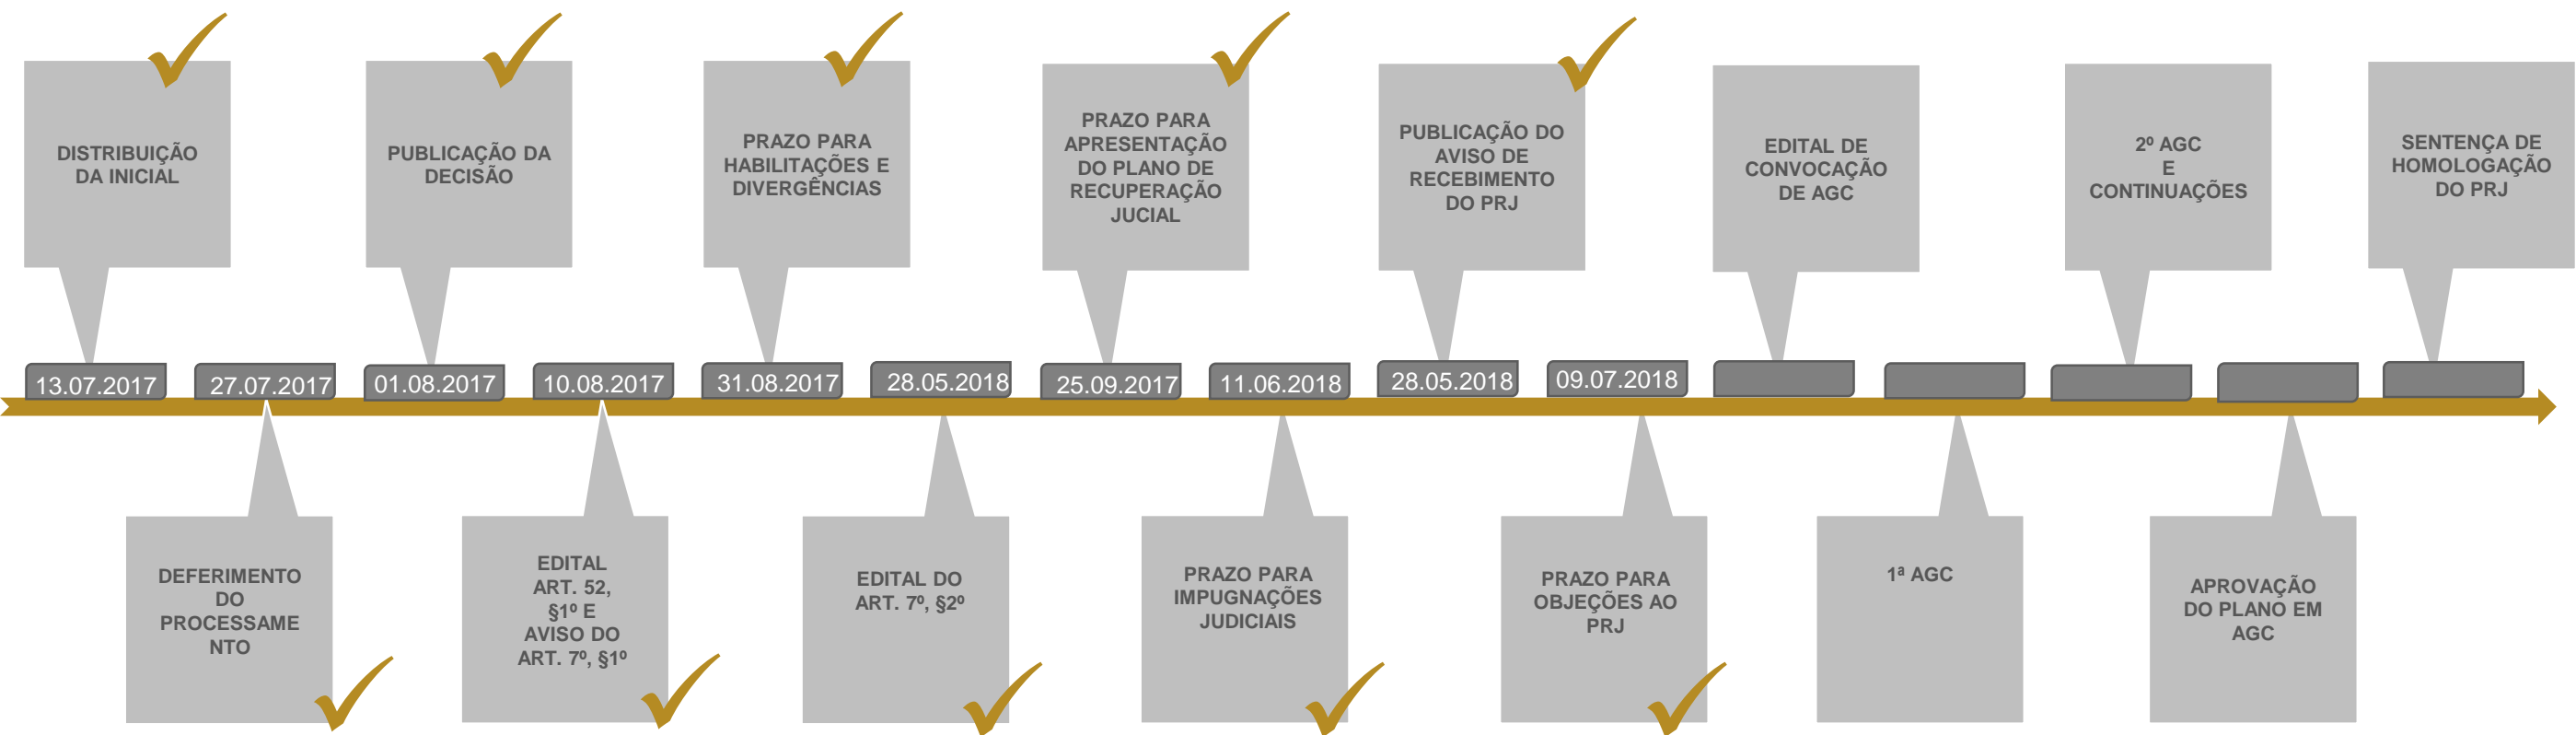 DISTRIBUIÇÃO
DA INICIAL
PUBLICAÇÃO DA
DECISÃO
PRAZO PARA
HABILITAÇÕES E
DIVERGÊNCIAS
PRAZO PARA
APRESENTAÇÃO
DO PLANO DE
RECUPERAÇÃO
JUCIAL
PUBLICAÇÃO DO
AVISO DE
RECEBIMENTO
DO PRJ
EDITAL DE
CONVOCAÇÃO
DE AGC
2º AGC
E
CONTINUAÇÕES
SENTENÇA DE
HOMOLOGAÇÃO
DO PRJ
13.07.2017
27.07.2017
01.08.2017
10.08.2017
31.08.2017
28.05.2018
25.09.2017
11.06.2018
28.05.2018
09.07.2018
DEFERIMENTO
DO
PROCESSAME
NTO
EDITAL
ART. 52,
§1º E
AVISO DO
ART. 7º, §1º
EDITAL DO
ART. 7º, §2º
PRAZO PARA
IMPUGNAÇÕES
JUDICIAIS
PRAZO PARA
OBJEÇÕES AO
PRJ
1ª AGC
APROVAÇÃO
DO PLANO EM
AGC